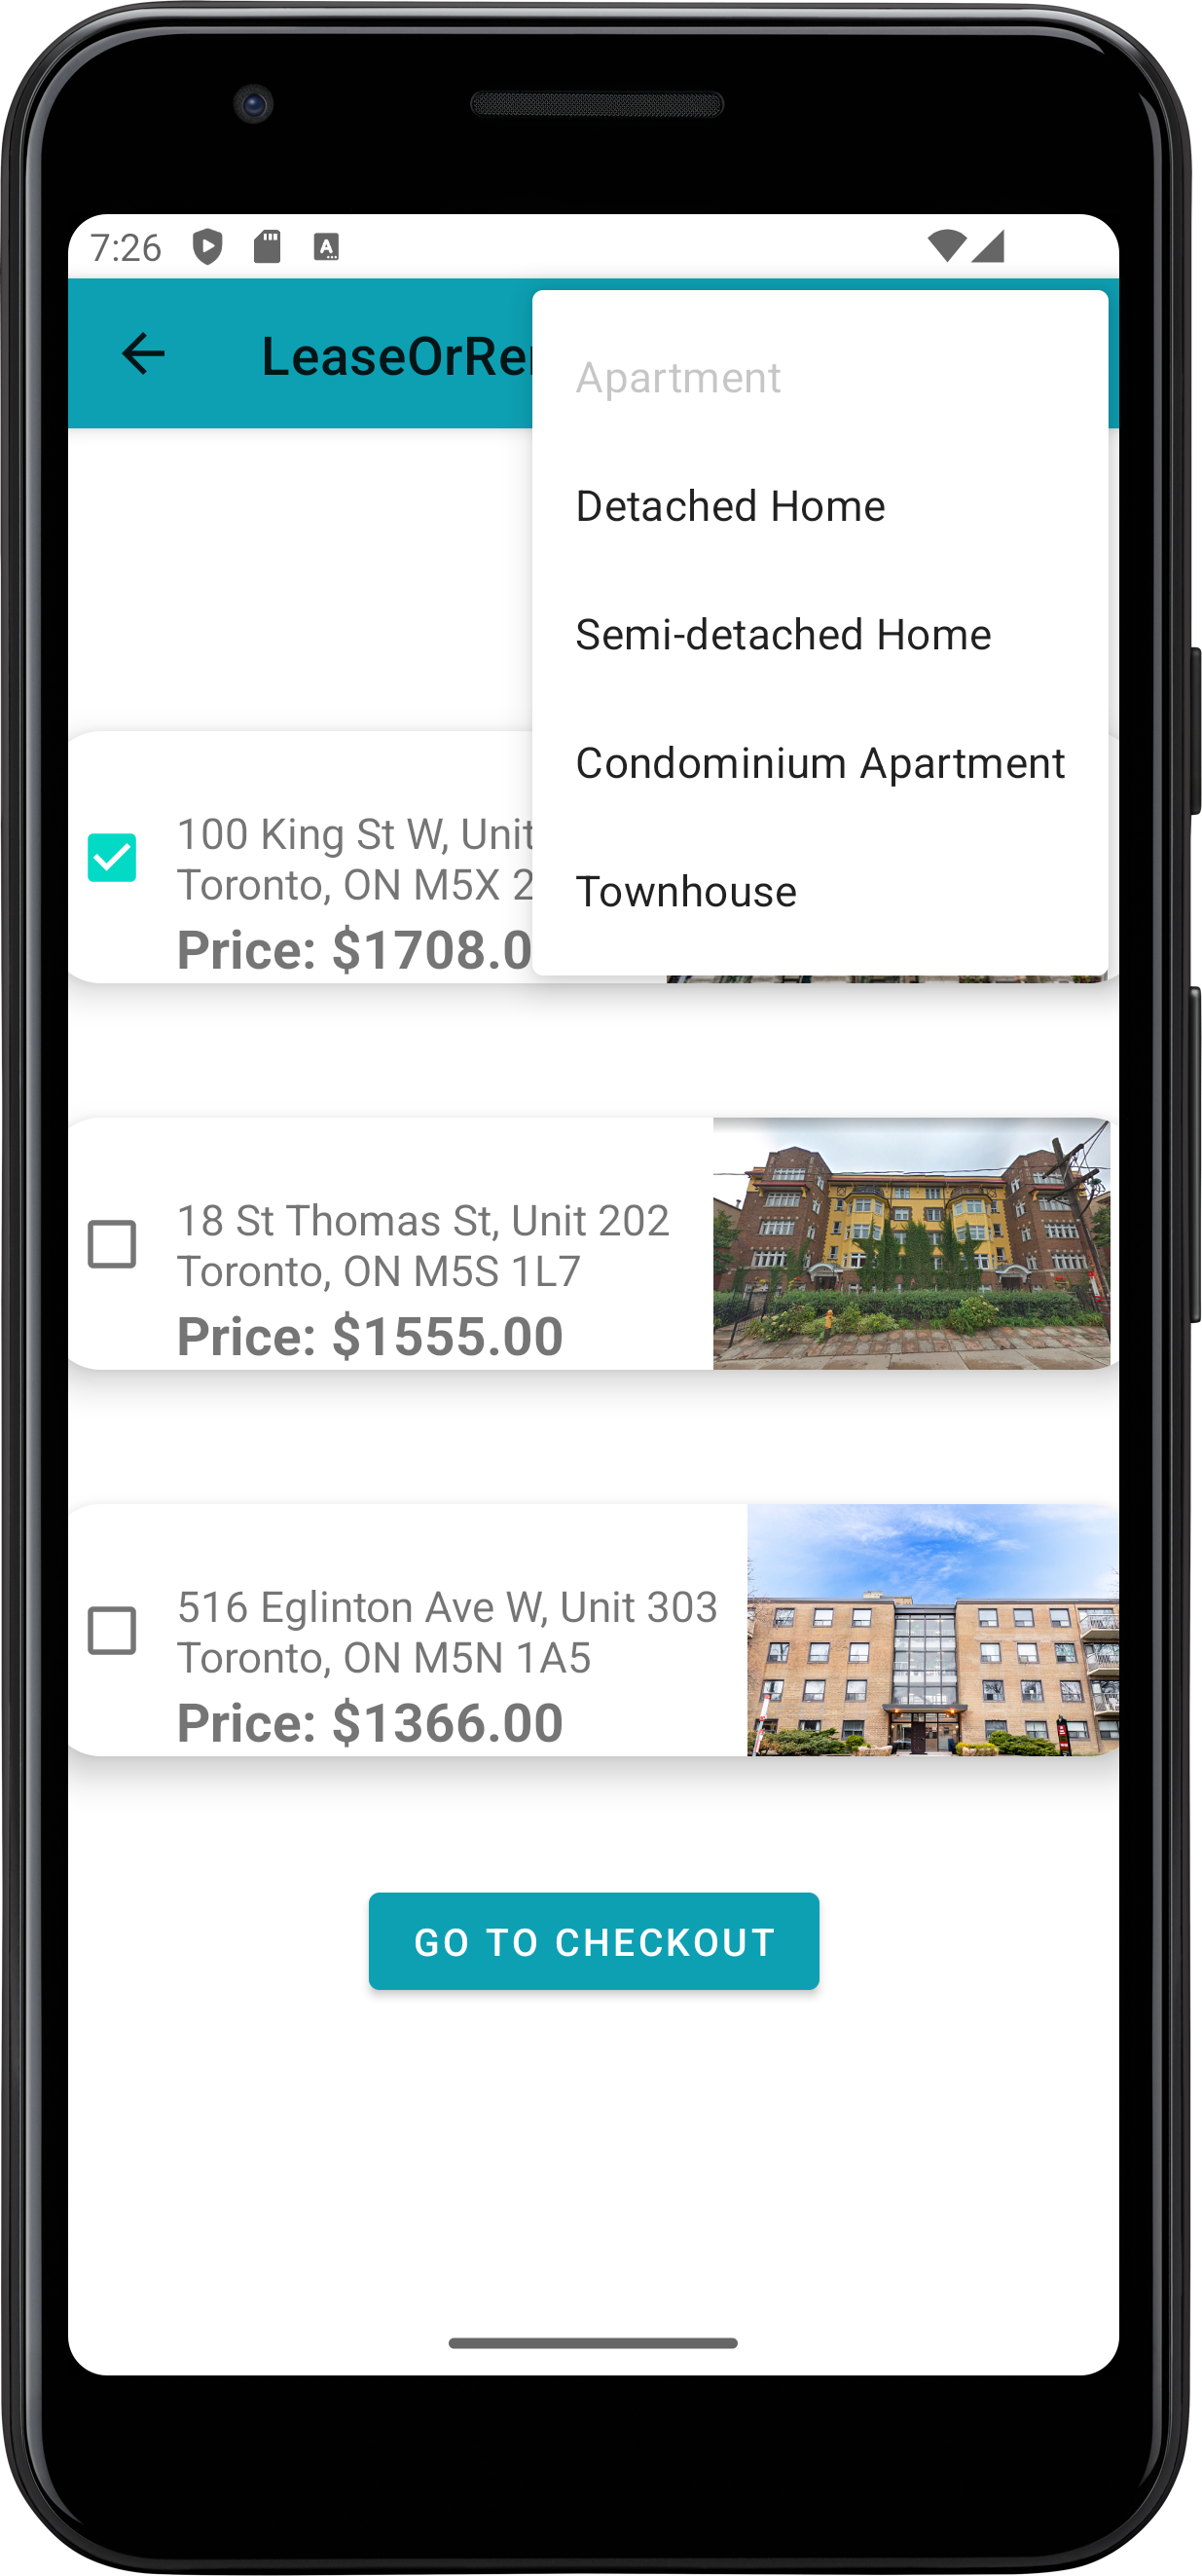 7:26
LeaseOrRe
Apartment
Detached Home
Semi-detached Home
Condominium Apartment
Townhouse
100 King St W, Unit
Toronto, ON M5X 2
Price: $1708.0
18 St Thomas St, Unit 202
Toronto, ON M5S 1L7
Price: $1555.00
516 Eglinton Ave W, Unit 303
Toronto, ON M5N 1A5
Price: $1366.00
GO TO CHECKOUT